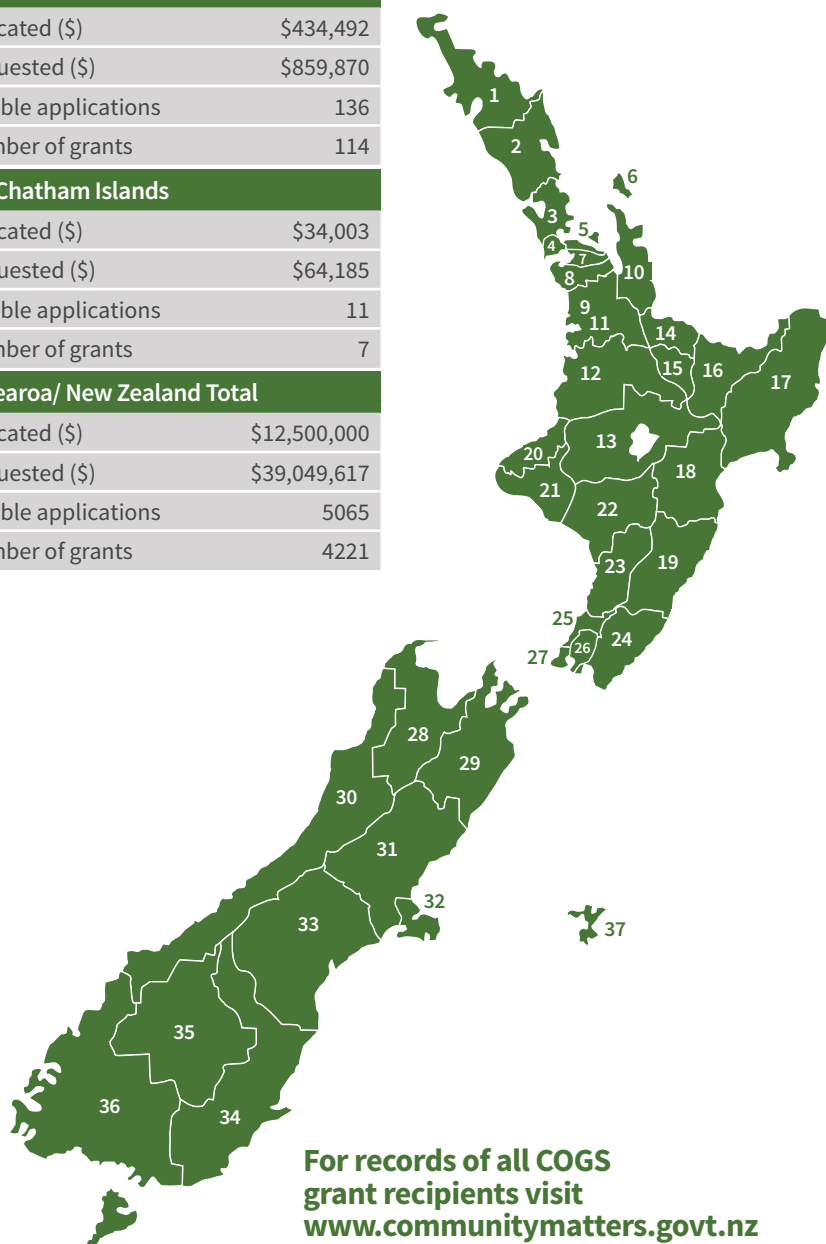 cated ($) $434,492
uested ($) $859,870
ble applications 136
nber of grants 114
Chatham Islands
cated ($) $34,003
uested ($) $64,185
ble applications 11
nber of grants 7
earoa/ New Zealand Total
cated ($) $12,500,000
uested ($) $39,049,617
ble applications 5065
nber of grants 4221
1
2
6
3
5
4
7
8
10
9
11
14
12
15
16
17
13
20
18
21
22
19
23
25
24
26
27
28
29
30
31
32
33
37
35
36
34
For records of all COGS
grant recipients visit
www.communitymatters.govt.nz